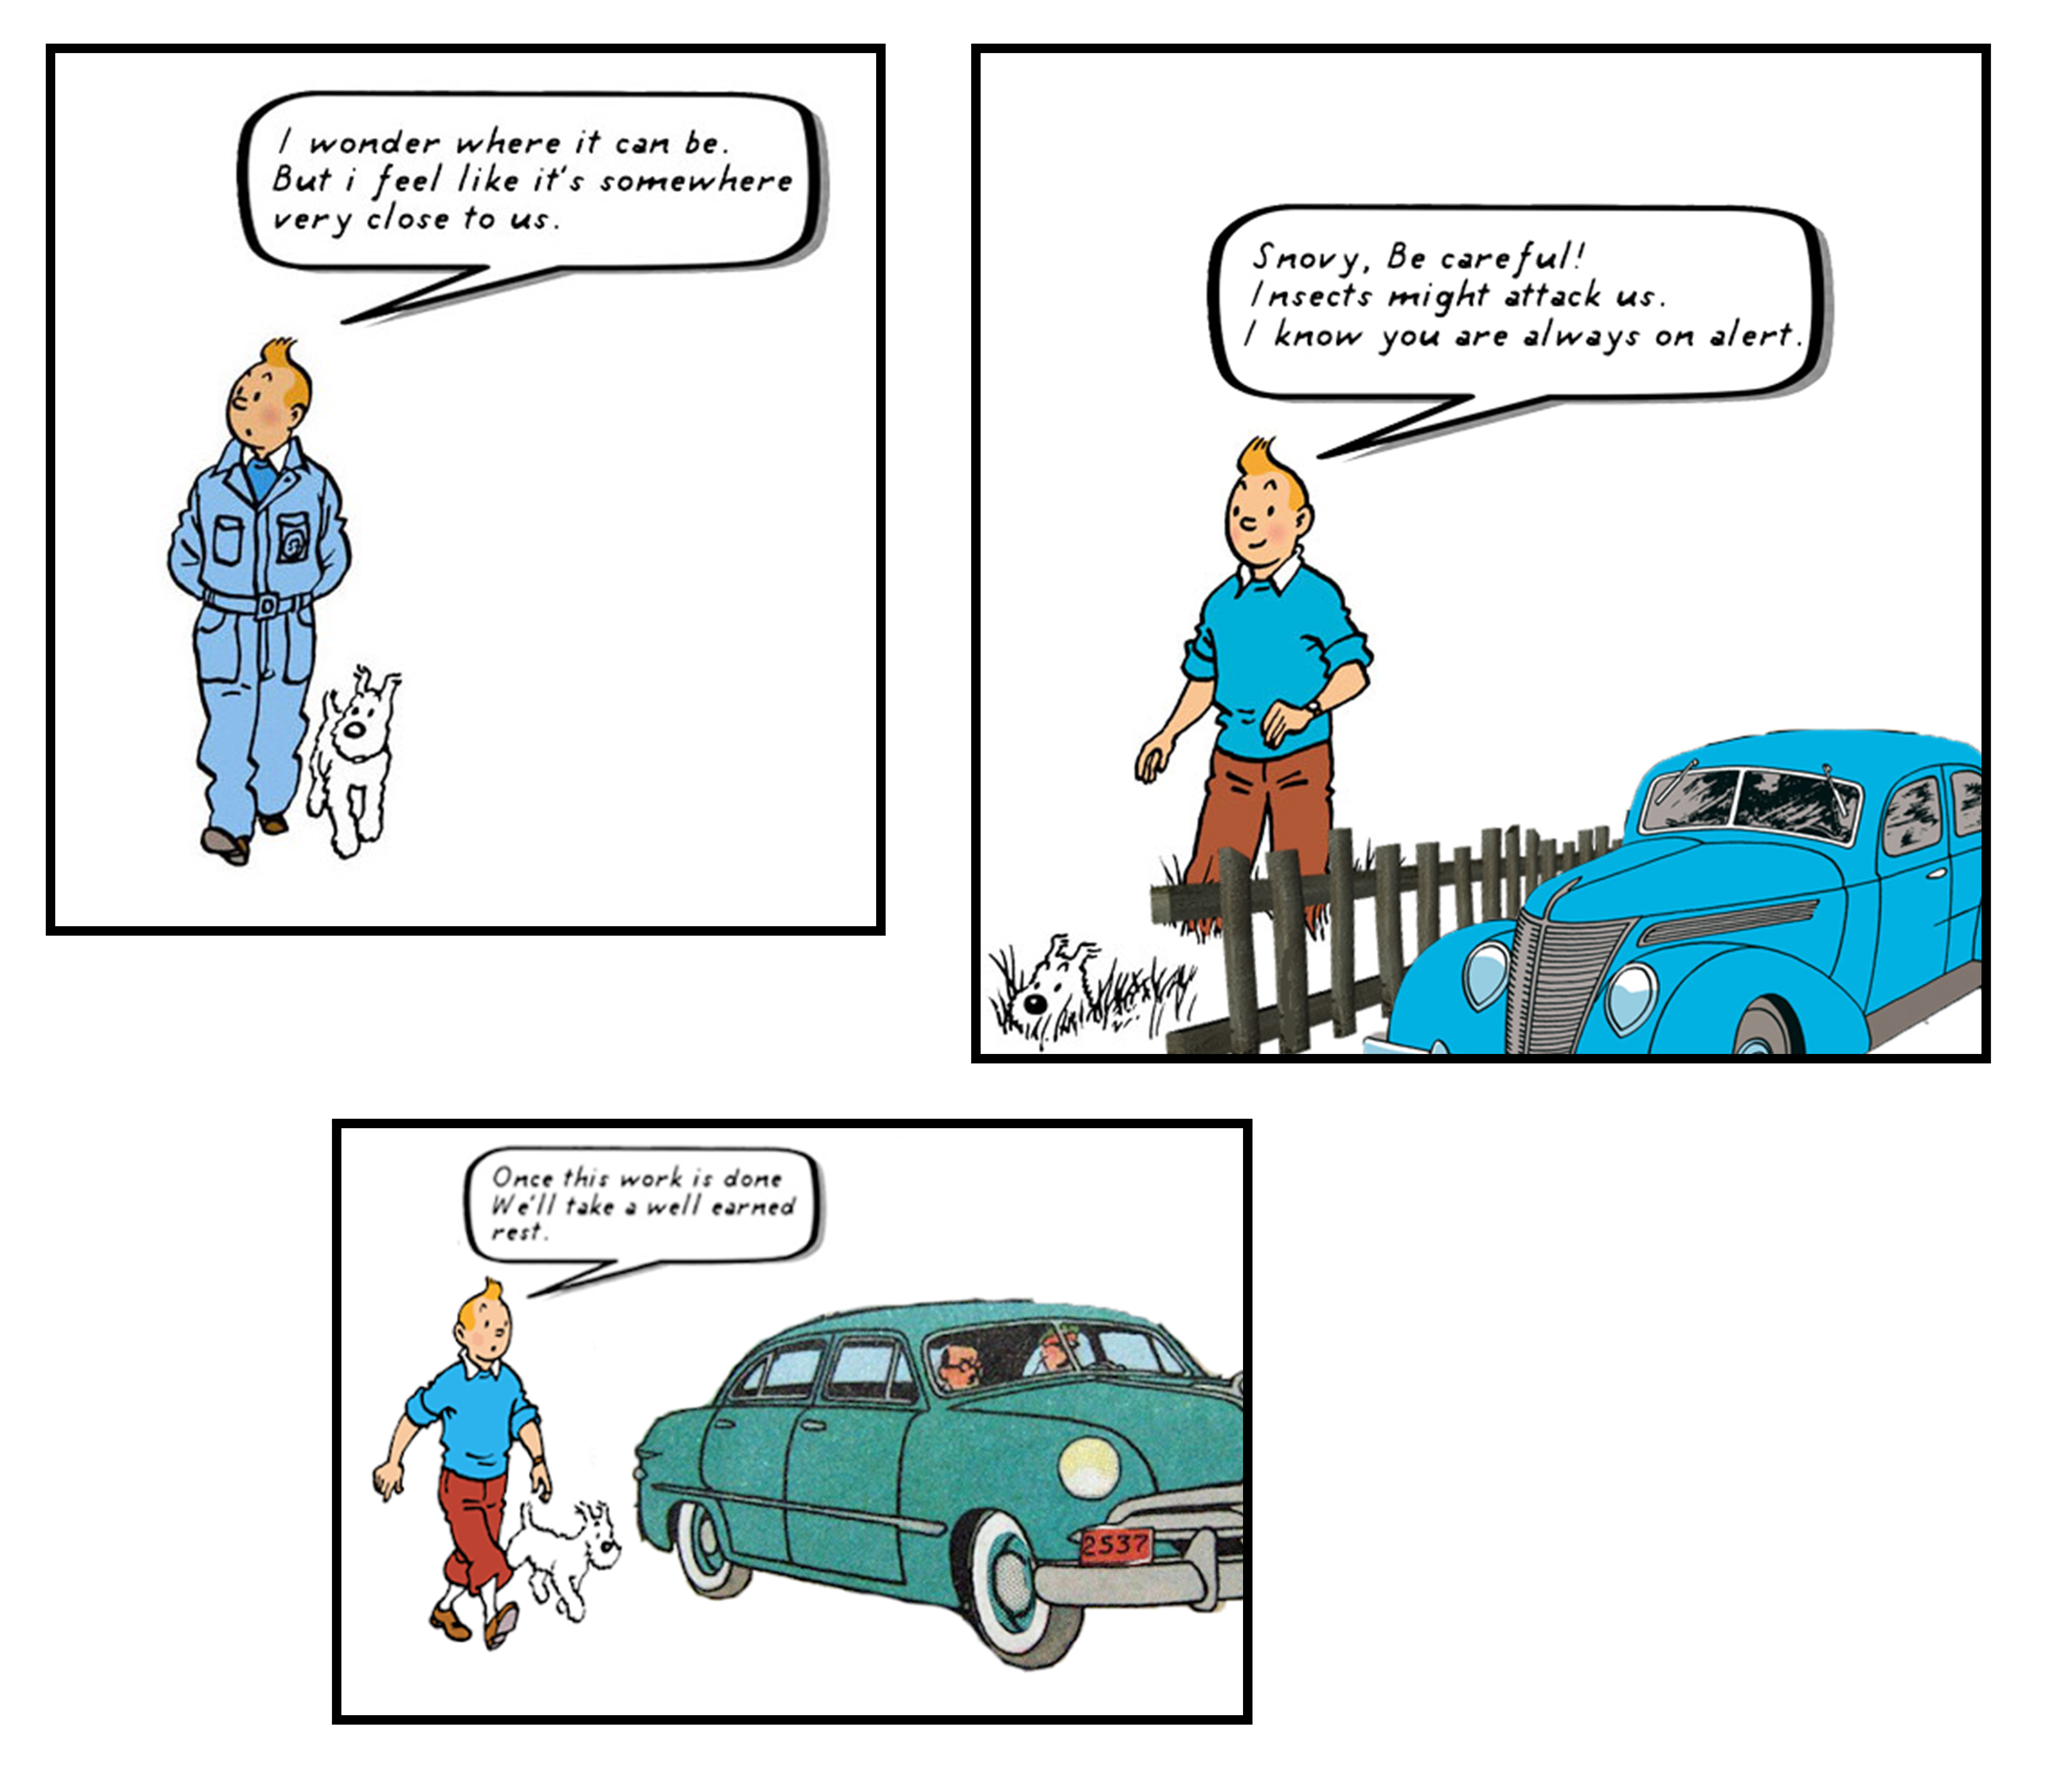 I wonder where it can be.
But i feel like it's somewhere
very close to us.
Snovy, Be careful!
Insects might attack us.
I know you are always on alert.
Once this work is done
We'll take a well earned
rest.
2537